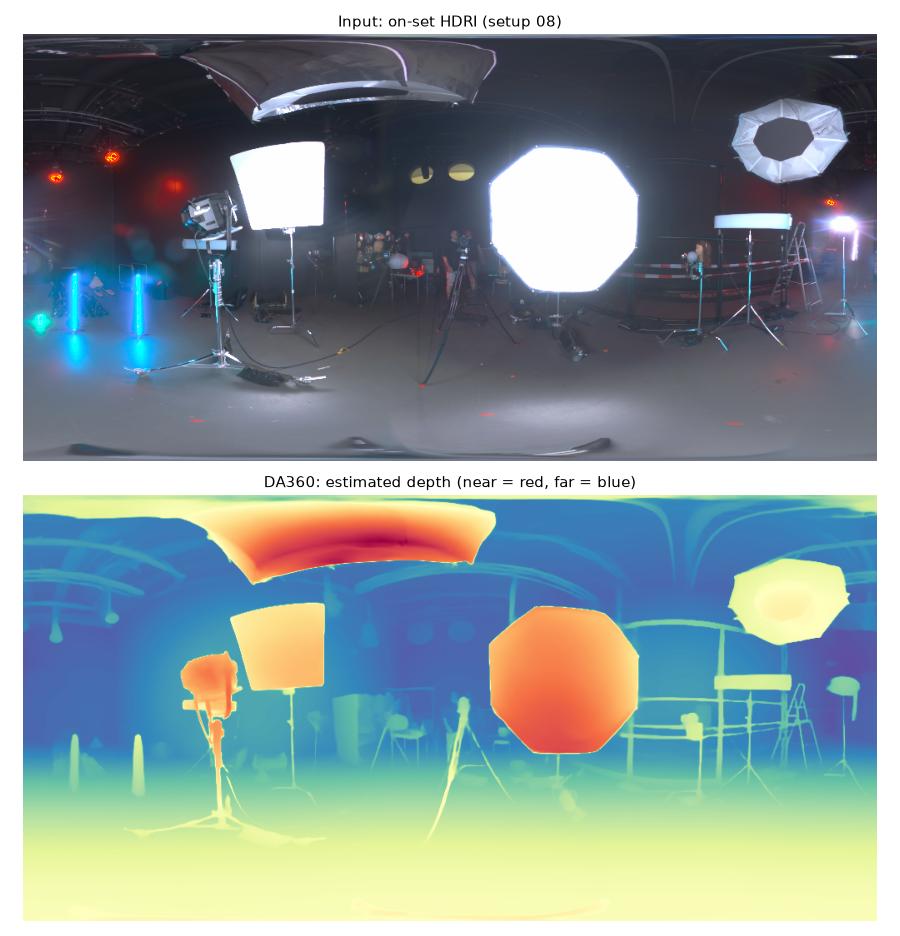 Input: on-set HDRI (setup 08)
DA360: estimated depth (near = red, far = blue)